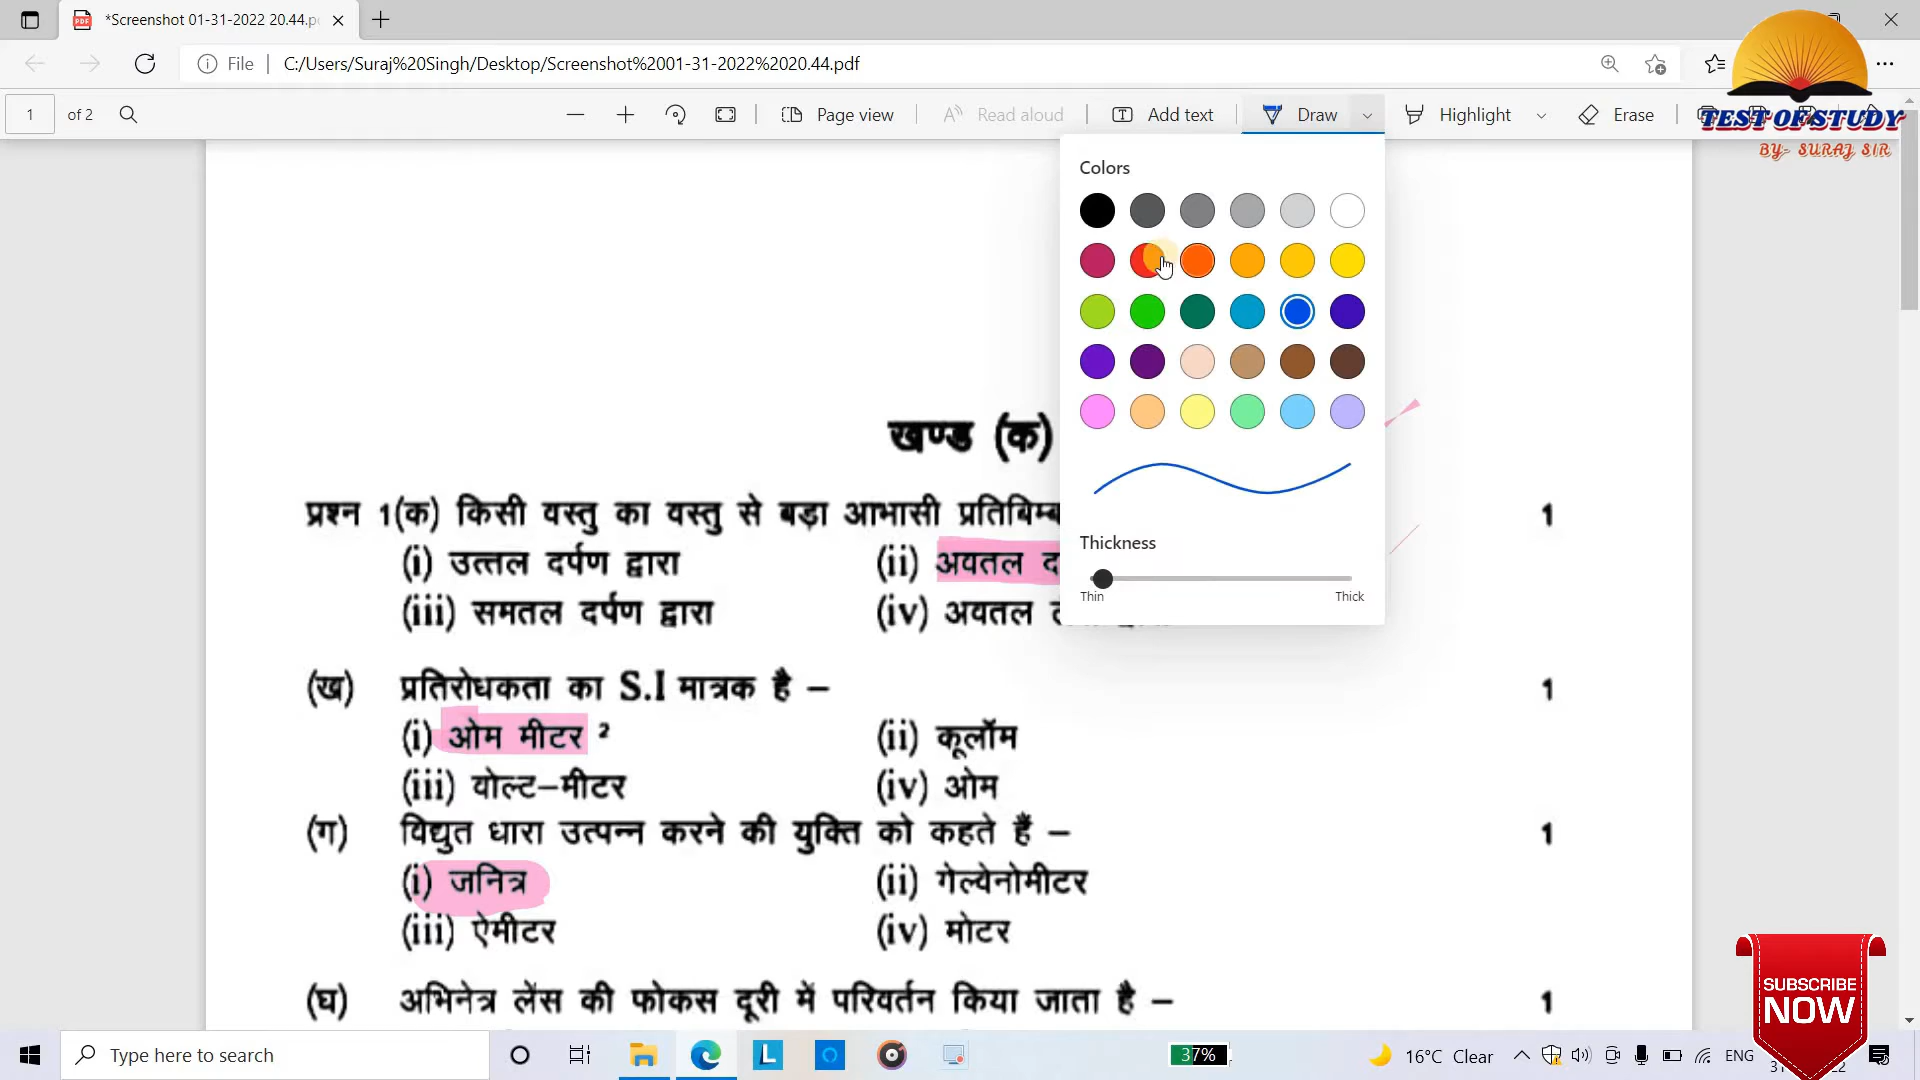 *Screenshot 01-31-2022 20.44.p
File
C:/Users/Suraj%20Singh/Desktop/Screenshot%2001-31-2022%2020.44.pdf
1 of 2
Page view
Read aloud
Add text
Draw
Highlight
Erase
TEST OF STUDY
BY- SURAJ SIR
Colors
Thickness
Thin
Thick
खण्ड (क)
प्रश्न 1(क) किसी वस्तु का वस्तु से बड़ा आभासी प्रतिबिम्ब 1
(i) उत्तल दर्पण द्वारा (ii) अवतल द
(iii) समतल दर्पण द्वारा (iv) अवतल
(ख) प्रतिरोधकता का S.I मात्रक है – 1
(i) ओम मीटर ² (ii) कूलॉम
(iii) वोल्ट–मीटर (iv) ओम
(ग) विद्युत धारा उत्पन्न करने की युक्ति को कहते हैं – 1
(i) जनित्र (ii) गेल्वेनोमीटर
(iii) ऐमीटर (iv) मोटर
(घ) अभिनेत्र लेंस की फोकस दूरी में परिवर्तन किया जाता है – 1
SUBSCRIBE
NOW
Type here to search
L
37%
16°C Clear
ENG